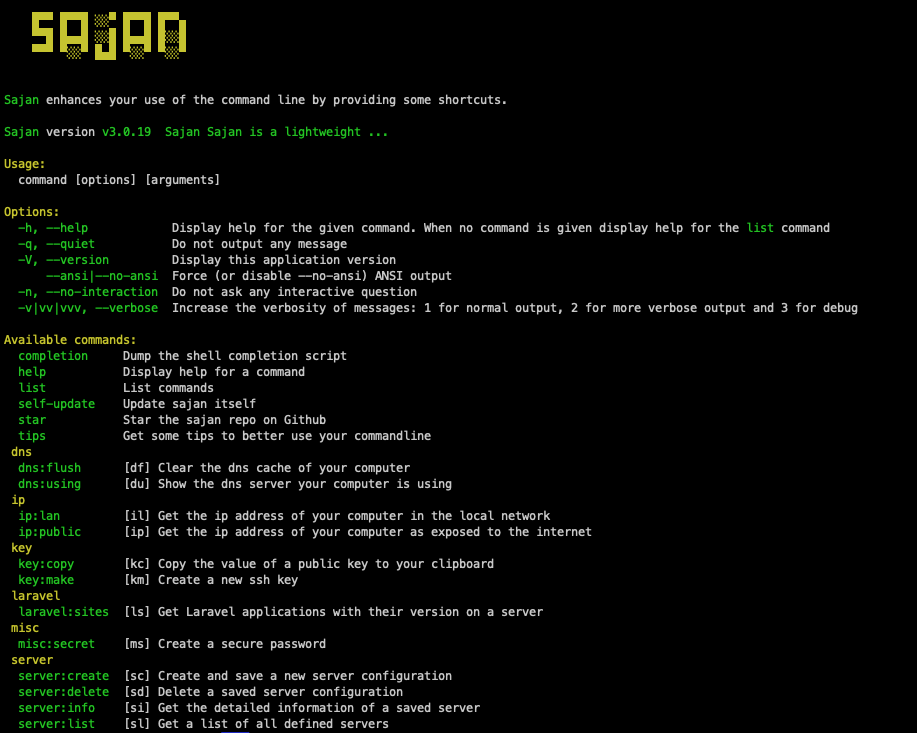 SAJAN
Sajan enhances your use of the command line by providing some shortcuts.
Sajan version v3.0.19  Sajan Sajan is a lightweight ...
Usage:
  command [options] [arguments]
Options:
  -h, --help            Display help for the given command. When no command is given display help for the list command
  -q, --quiet           Do not output any message
  -V, --version         Display this application version
      --ansi|--no-ansi  Force (or disable --no-ansi) ANSI output
  -n, --no-interaction  Do not ask any interactive question
  -v|vv|vvv, --verbose  Increase the verbosity of messages: 1 for normal output, 2 for more verbose output and 3 for debug
Available commands:
  completion     Dump the shell completion script
  help           Display help for a command
  list           List commands
  self-update    Update sajan itself
  star           Star the sajan repo on Github
  tips           Get some tips to better use your commandline
 dns
  dns:flush      [df] Clear the dns cache of your computer
  dns:using      [du] Show the dns server your computer is using
 ip
  ip:lan         [il] Get the ip address of your computer in the local network
  ip:public      [ip] Get the ip address of your computer as exposed to the internet
 key
  key:copy       [kc] Copy the value of a public key to your clipboard
  key:make       [km] Create a new ssh key
 laravel
  laravel:sites  [ls] Get Laravel applications with their version on a server
 misc
  misc:secret    [ms] Create a secure password
 server
  server:create  [sc] Create and save a new server configuration
  server:delete  [sd] Delete a saved server configuration
  server:info    [si] Get the detailed information of a saved server
  server:list    [sl] Get a list of all defined servers